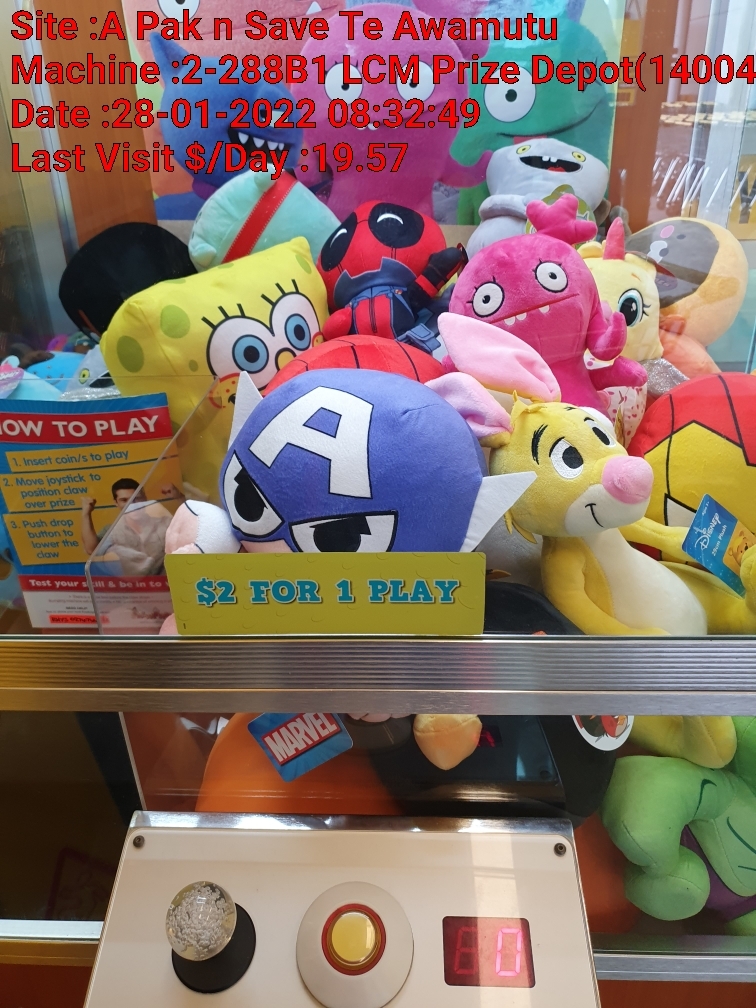 Site :A Pak n Save Te Awamutu
Machine :2-288B1 LCM Prize Depot(14004
Date :28-01-2022 08:32:49
Last Visit $/Day :19.57
OW TO PLAY
1. Insert coin/s to play
2. Move joystick to
position claw
over prize
3. Push drop
button to
lower the
claw
Test your skill & be in to
A
Disney
$2 FOR 1 PLAY
MARVEL
0